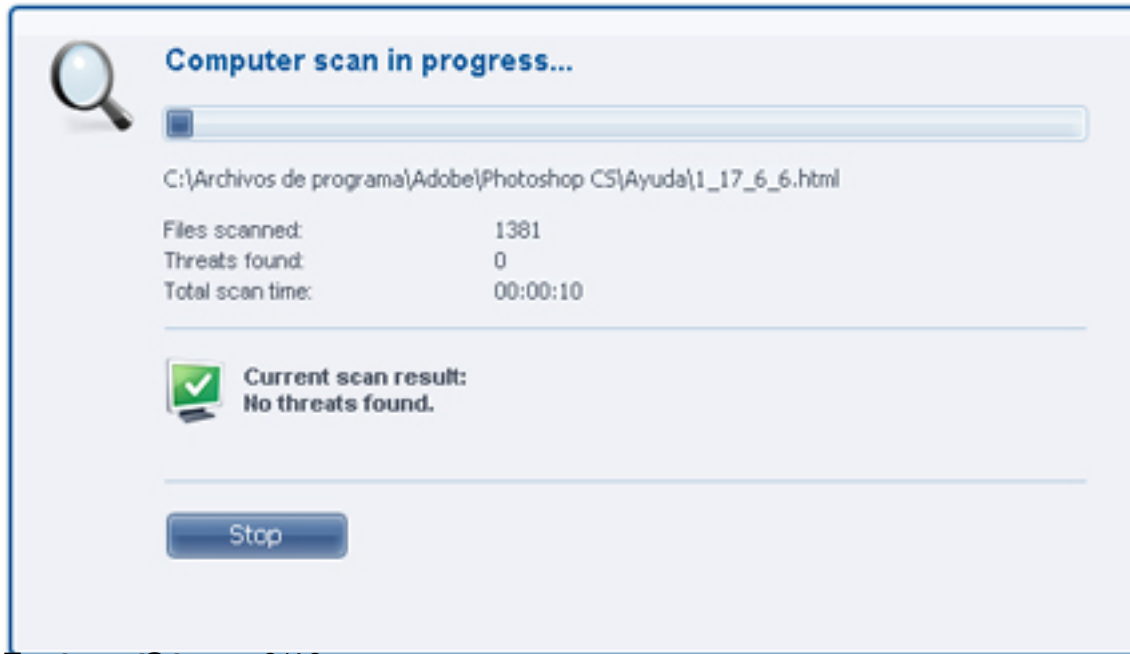 Computer scan in progress...
C:\Archivos de programa\Adobe\Photoshop CS\Ayuda\1_17_6_6.html
Files scanned: 1381
Threats found: 0
Total scan time: 00:00:10
Current scan result:
No threats found.
Stop